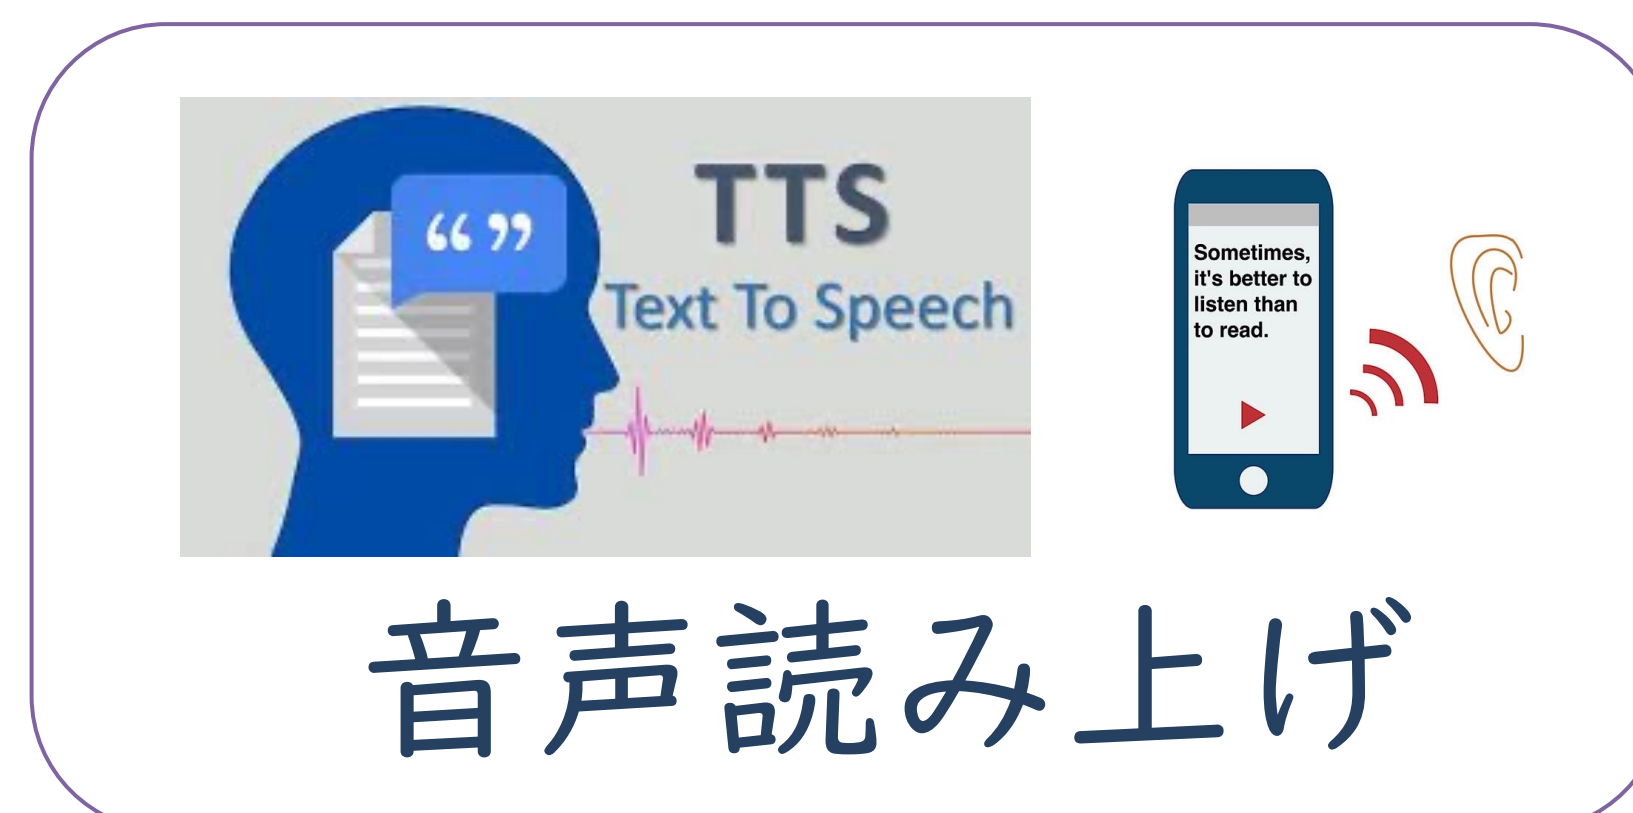 “ ”
TTS
Text To Speech
Sometimes,
it's better to
listen than
to read.
音声読み上げ